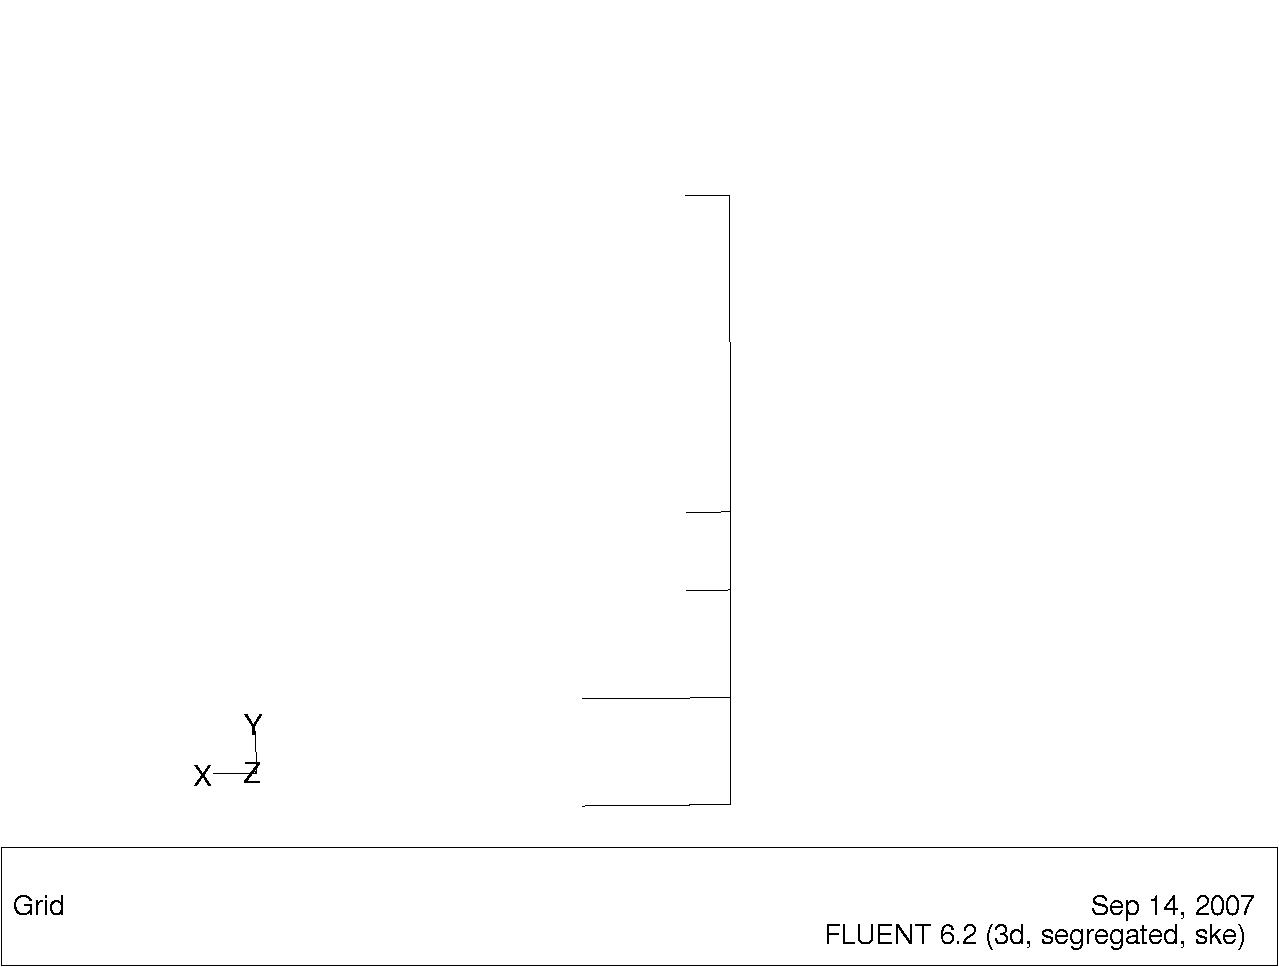 Y
X Z
Grid
Sep 14, 2007
FLUENT 6.2 (3d, segregated, ske)